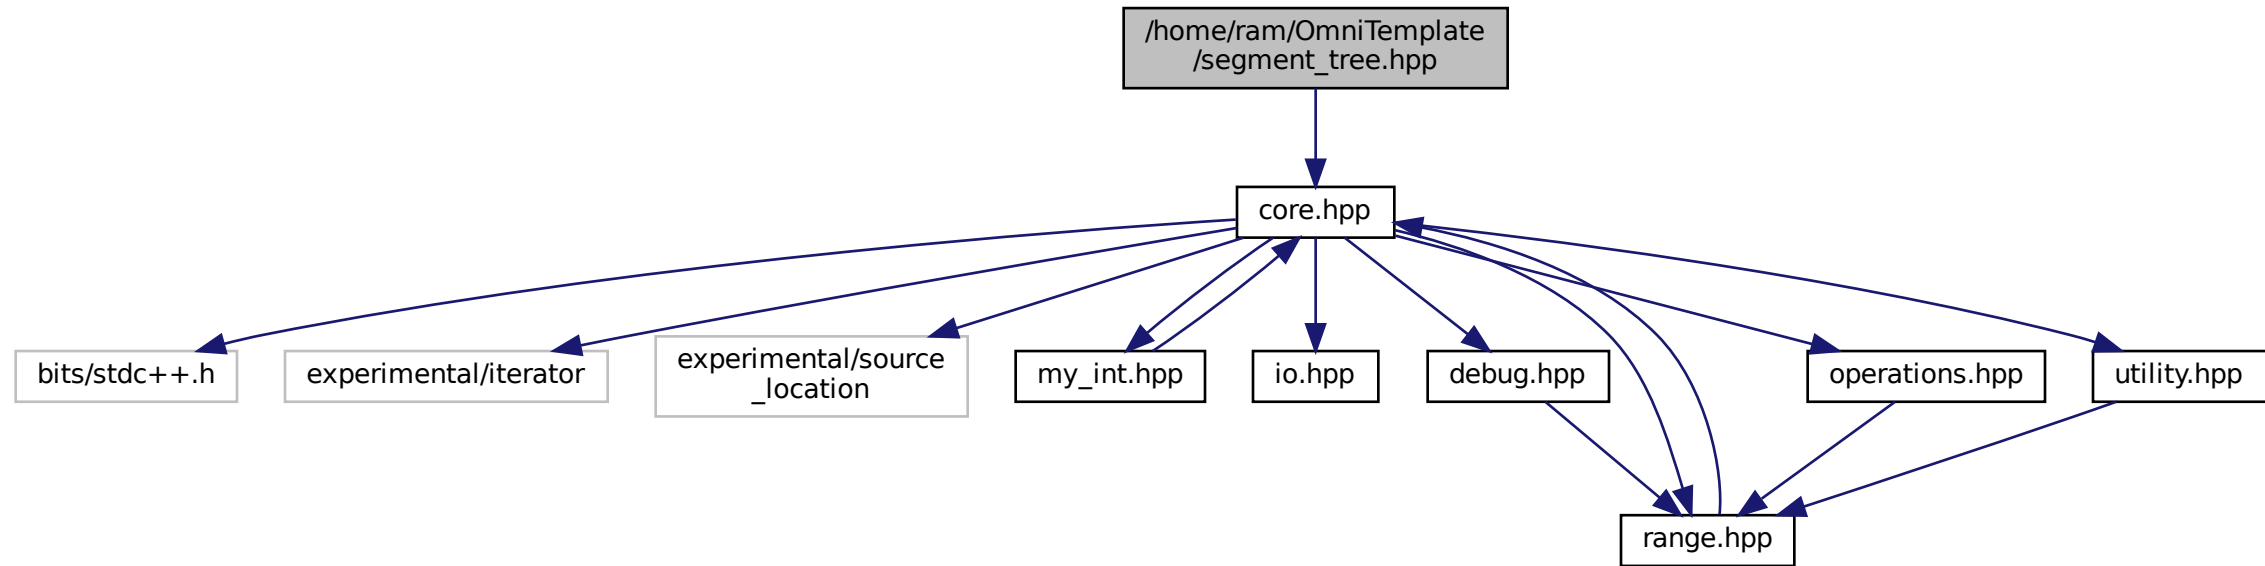 /home/ram/OmniTemplate
/segment_tree.hpp
core.hpp
bits/stdc++.h
experimental/iterator
experimental/source
_location
my_int.hpp
io.hpp
debug.hpp
operations.hpp
utility.hpp
range.hpp